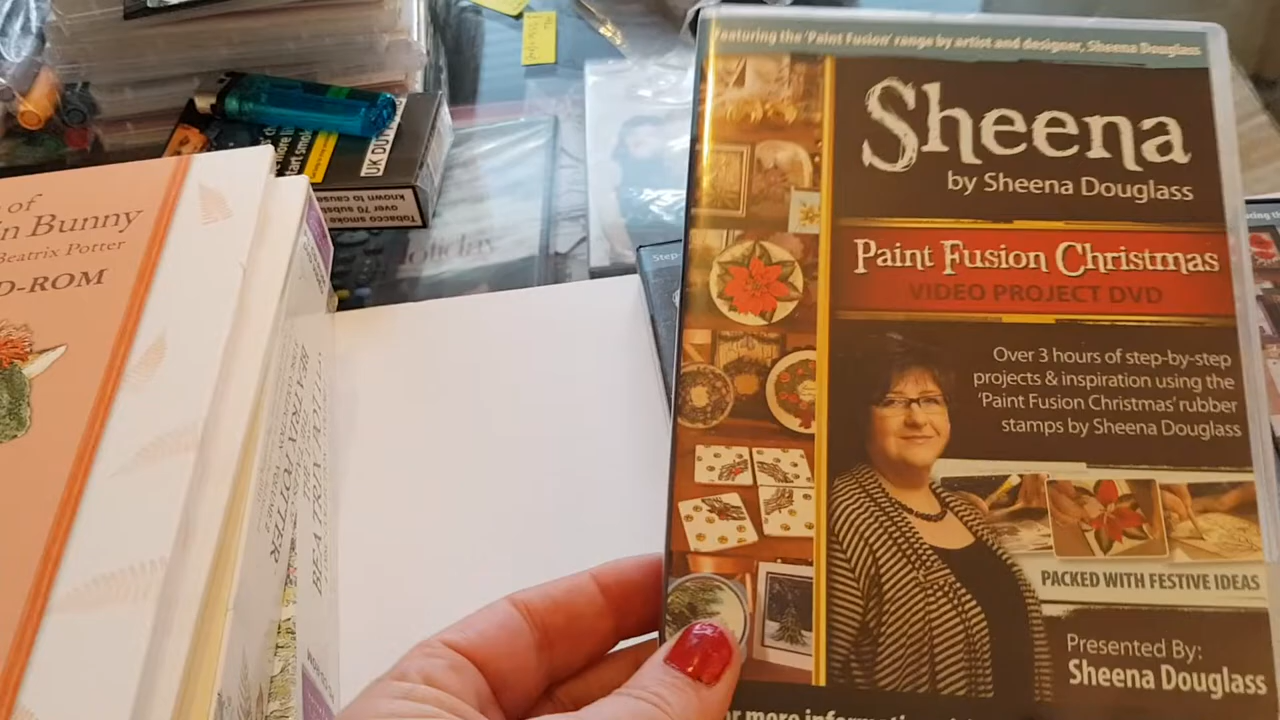 Featuring the 'Paint Fusion' range by artist and designer, Sheena Douglass
Sheena
by Sheena Douglass
Paint Fusion Christmas
VIDEO PROJECT DVD
Over 3 hours of step-by-step
projects & inspiration using the
'Paint Fusion Christmas' rubber
stamps by Sheena Douglass
PACKED WITH FESTIVE IDEAS
Presented By:
Sheena Douglass
more
of
Bunny
Beatrix Potter
D-ROM
BEATRIX POTTER
UK DUTY
Tobacco smoke
over 70
known to cause
Step-